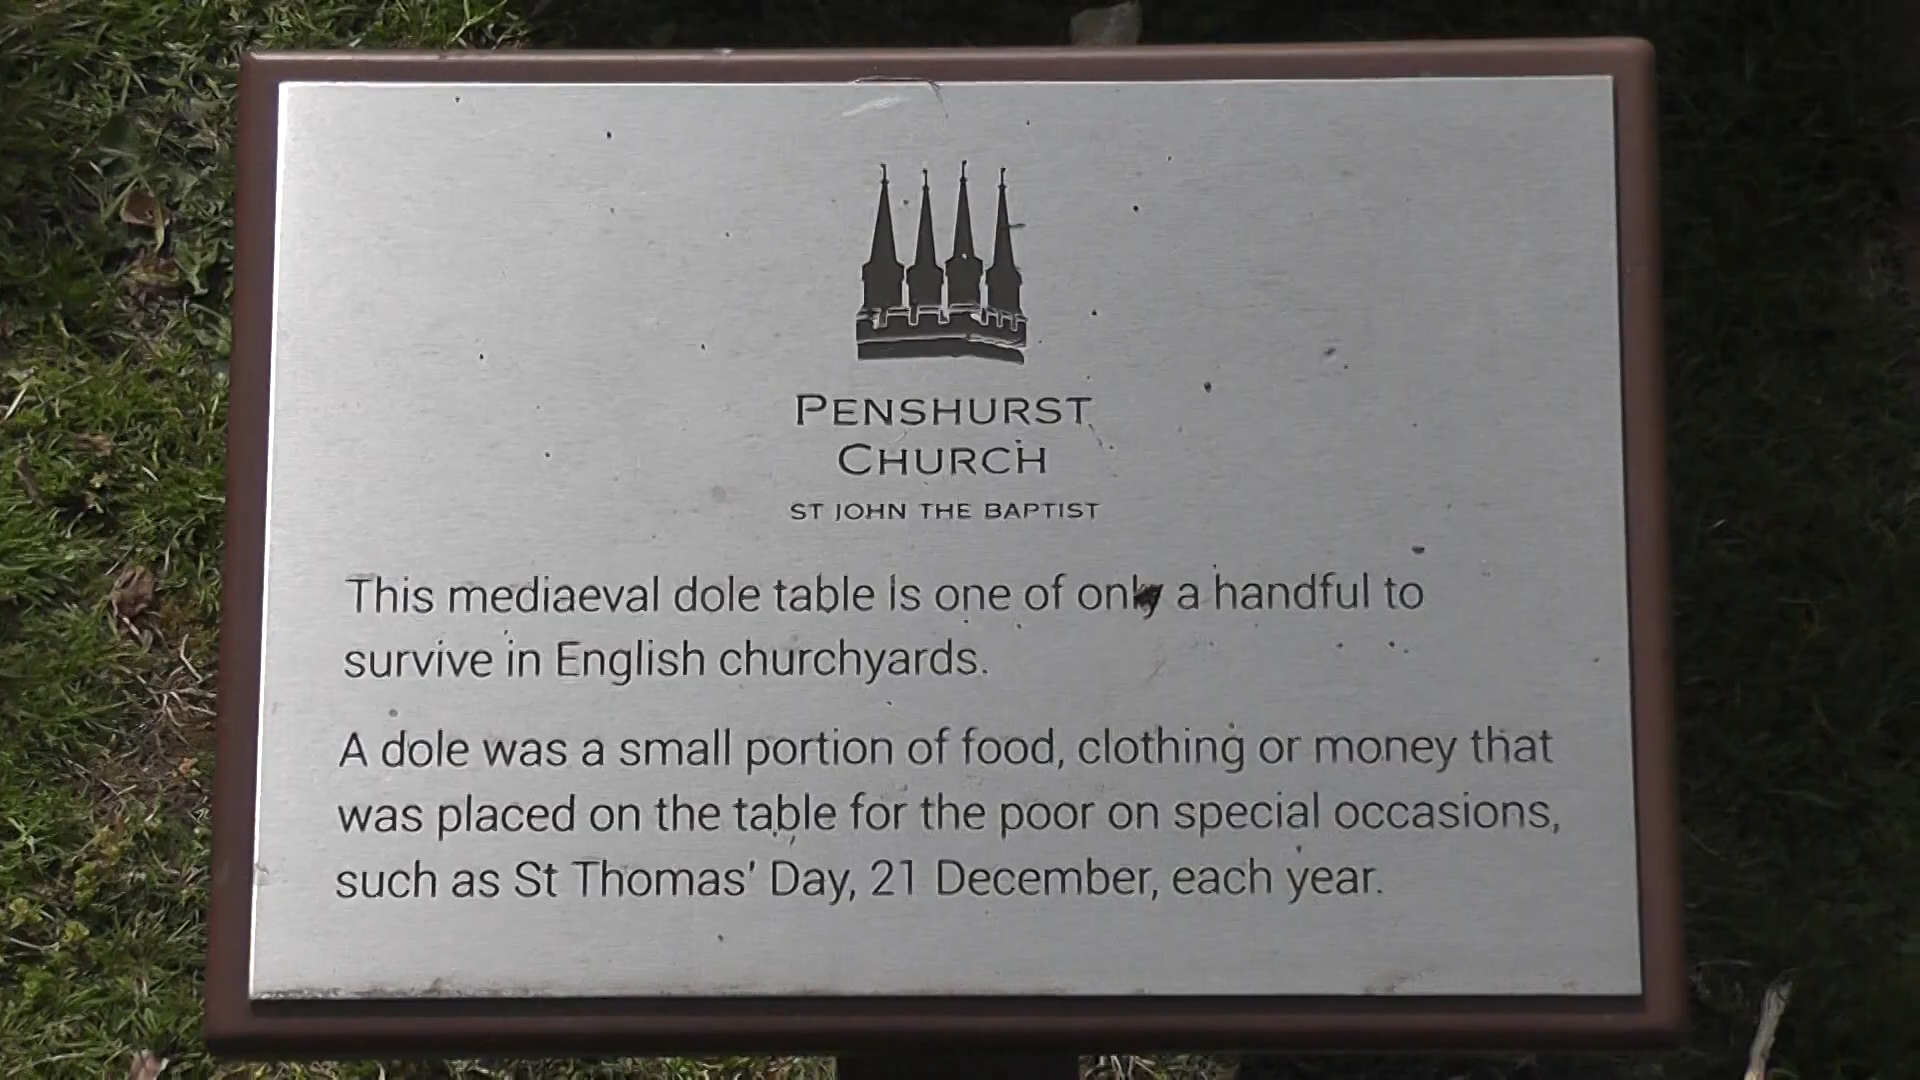 PENSHURST
CHURCH
ST JOHN THE BAPTIST
This mediaeval dole table is one of only a handful to
survive in English churchyards.
A dole was a small portion of food, clothing or money that
was placed on the table for the poor on special occasions,
such as St Thomas' Day, 21 December, each year.